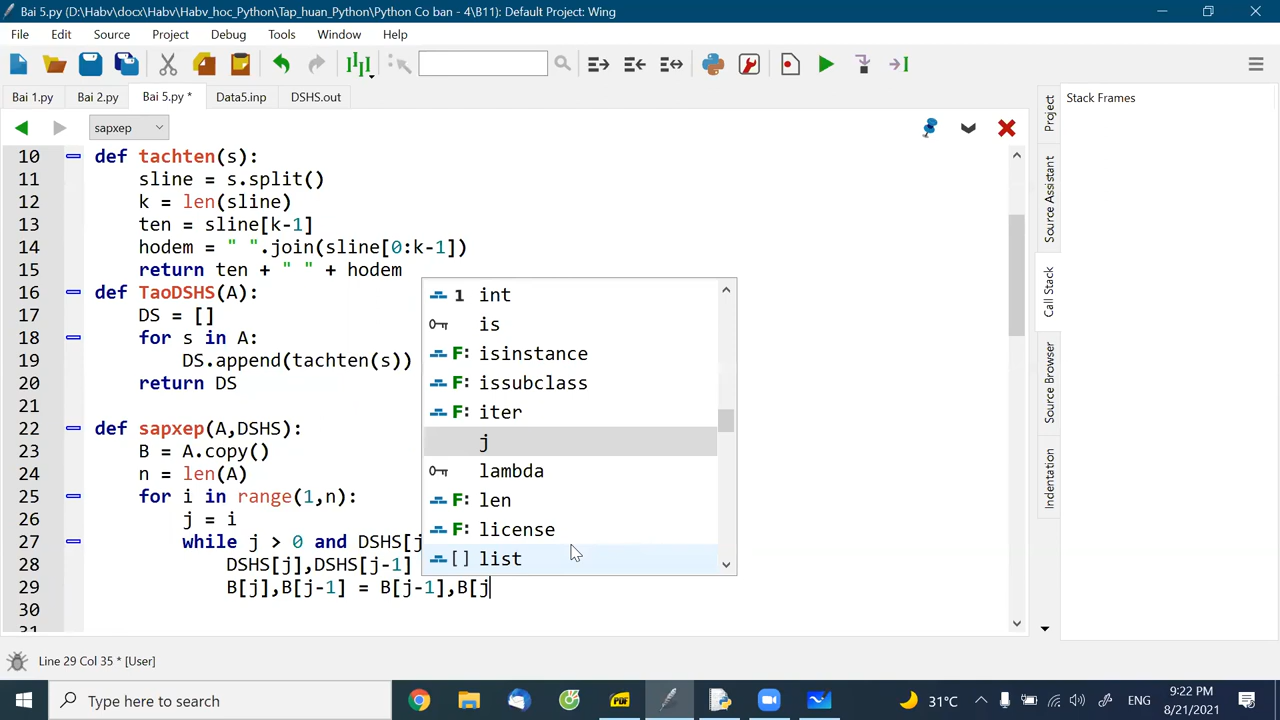 Bai 5.py (D:\Habv\docx\Habv\Habv_hoc_Python\Tap_huan_Python\Python Co ban - 4\B11): Default Project: Wing
File Edit Source Project Debug Tools Window Help
Bai 1.py Bai 2.py Bai 5.py * Data5.inp DSHS.out
Stack Frames
sapxep
10 def tachten(s):
11 sline = s.split()
12 k = len(sline)
13 ten = sline[k-1]
14 hodem = " ".join(sline[0:k-1])
15 return ten + " " + hodem
16 def TaoDSHS(A):
17 DS = []
18 for s in A:
19 DS.append(tachten(s))
20 return DS
21
22 def sapxep(A,DSHS):
23 B = A.copy()
24 n = len(A)
25 for i in range(1,n):
26 j = i
27 while j > 0 and DSHS[j
28 DSHS[j],DSHS[j-1]
29 B[j],B[j-1] = B[j-1],B[j
30
31
1 int
is
F: isinstance
F: issubclass
F: iter
j
lambda
F: len
F: license
[] list
Project
Source Assistant
Call Stack
Source Browser
Indentation
Line 29 Col 35 * [User]
Type here to search
PDF
31°C
ENG
9:22 PM
8/21/2021